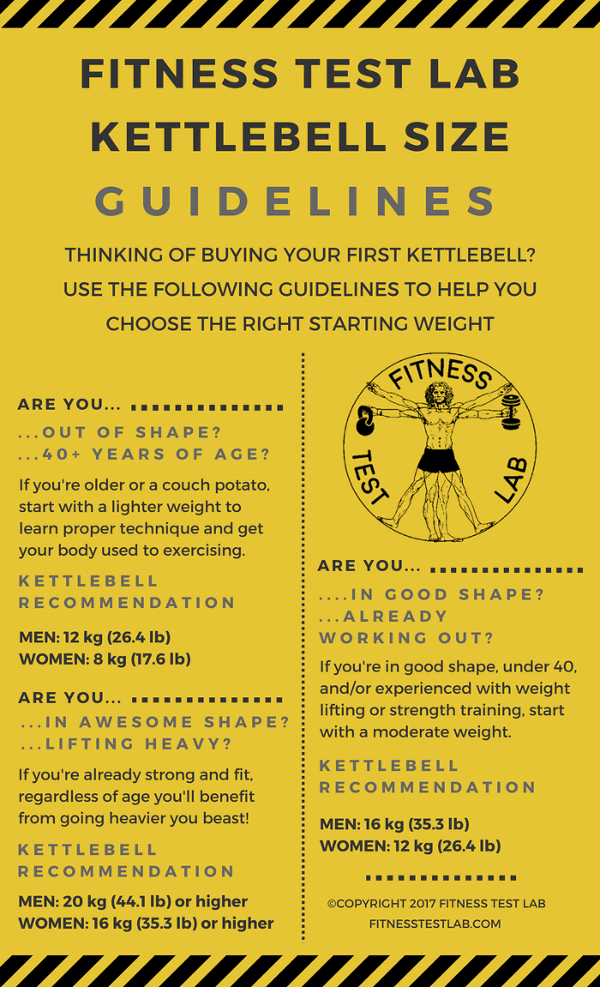 FITNESS TEST LAB
KETTLEBELL SIZE
GUIDELINES
THINKING OF BUYING YOUR FIRST KETTLEBELL?
USE THE FOLLOWING GUIDELINES TO HELP YOU
CHOOSE THE RIGHT STARTING WEIGHT
ARE YOU...
...OUT OF SHAPE?
...40+ YEARS OF AGE?
If you're older or a couch potato,
start with a lighter weight to
learn proper technique and get
your body used to exercising.
KETTLEBELL
RECOMMENDATION
MEN: 12 kg (26.4 lb)
WOMEN: 8 kg (17.6 lb)
ARE YOU...
...IN AWESOME SHAPE?
...LIFTING HEAVY?
If you're already strong and fit,
regardless of age you'll benefit
from going heavier you beast!
KETTLEBELL
RECOMMENDATION
MEN: 20 kg (44.1 lb) or higher
WOMEN: 16 kg (35.3 lb) or higher
FITNESS
TEST
LAB
ARE YOU...
....IN GOOD SHAPE?
...ALREADY
WORKING OUT?
If you're in good shape, under 40,
and/or experienced with weight
lifting or strength training, start
with a moderate weight.
KETTLEBELL
RECOMMENDATION
MEN: 16 kg (35.3 lb)
WOMEN: 12 kg (26.4 lb)
©COPYRIGHT 2017 FITNESS TEST LAB
FITNESSTESTLAB.COM